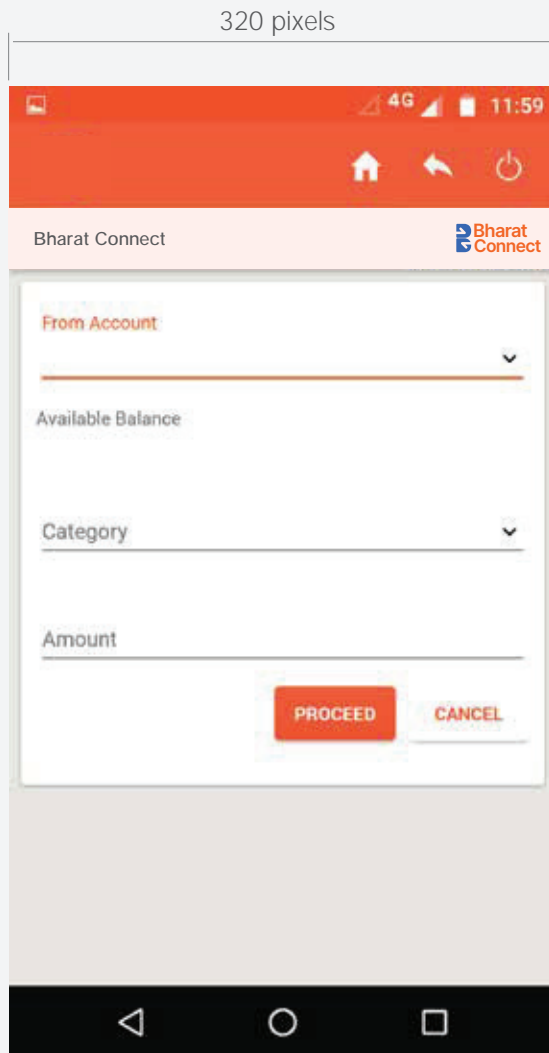 320 pixels
4G 11:59
Bharat Connect
Bharat
Connect
From Account
Available Balance
Category
Amount
PROCEED CANCEL